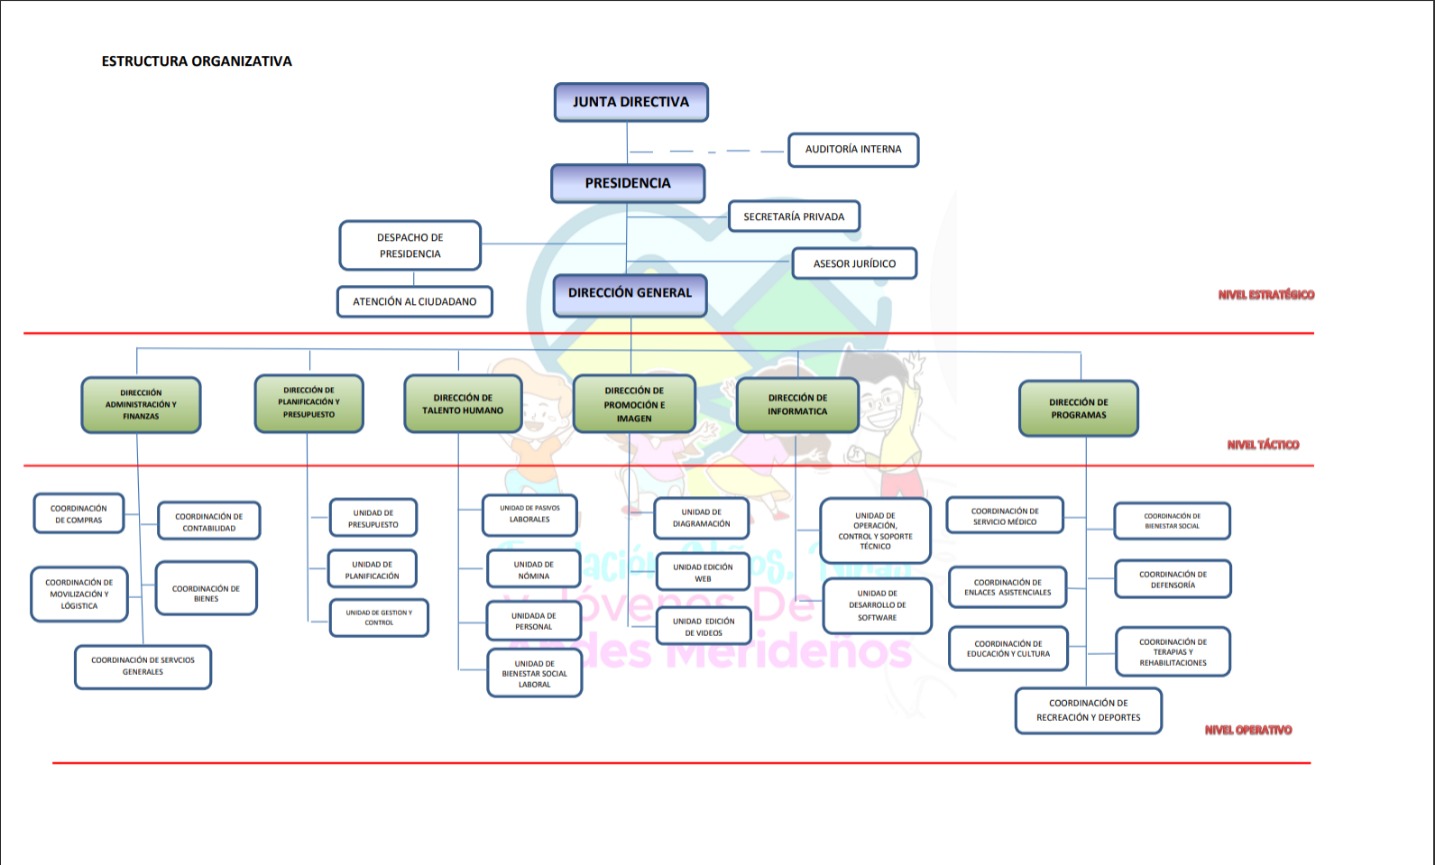 ESTRUCTURA ORGANIZATIVA
JUNTA DIRECTIVA
AUDITORÍA INTERNA
PRESIDENCIA
SECRETARÍA PRIVADA
DESPACHO DE
PRESIDENCIA
ASESOR JURÍDICO
ATENCIÓN AL CIUDADANO
DIRECCIÓN GENERAL
NIVEL ESTRATÉGICO
DIRECCIIÓN
ADMINISTRACIÓN Y
FINANZAS
DIRECCIÓN DE
PLANIFICACIÓN Y
PRESUPUESTO
DIRECCIÓN DE
TALENTO HUMANO
DIRECCIÓN DE
PROMOCIÓN E
IMAGEN
DIRECCIÓN DE
INFORMATICA
DIRECCIÓN DE
PROGRAMAS
NIVEL TÁCTICO
COORDINACIÓN
DE COMPRAS
COORDINACIÓN DE
CONTABILIDAD
COORDINACIÓN DE
MOVILIZACIÓN Y
LÓGISTICA
COORDINACIÓN DE
BIENES
COORDINACIÓN DE SERVCIOS
GENERALES
UNIDAD DE
PRESUPUESTO
UNIDAD DE
PLANIFICACIÓN
UNIDAD DE GESTION Y
CONTROL
UNIDAD DE PASIVOS
LABORALES
UNIDAD DE
NÓMINA
UNIDADA DE
PERSONAL
UNIDAD DE
BIENESTAR SOCIAL
LABORAL
UNIDAD DE
DIAGRAMACIÓN
UNIDAD EDICIÓN
WEB
UNIDAD EDICIÓN
DE VIDEOS
UNIDAD DE
OPERACIÓN,
CONTROL Y SOPORTE
TÉCNICO
UNIDAD DE
DESARROLLO DE
SOFTWARE
COORDINACIÓN DE
SERVICIO MÉDICO
COORDINACIÓN DE
BIENESTAR SOCIAL
COORDINACIÓN DE
ENLACES ASISTENCIALES
COORDINACIÓN DE
DEFENSORÍA
COORDINACIÓN DE
EDUCACIÓN Y CULTURA
COORDINACIÓN DE
TERAPIAS Y
REHABILITACIONES
COORDINACIÓN DE
RECREACIÓN Y DEPORTES
NIVEL OPERATIVO
Jóvenes De
Andes Merideños